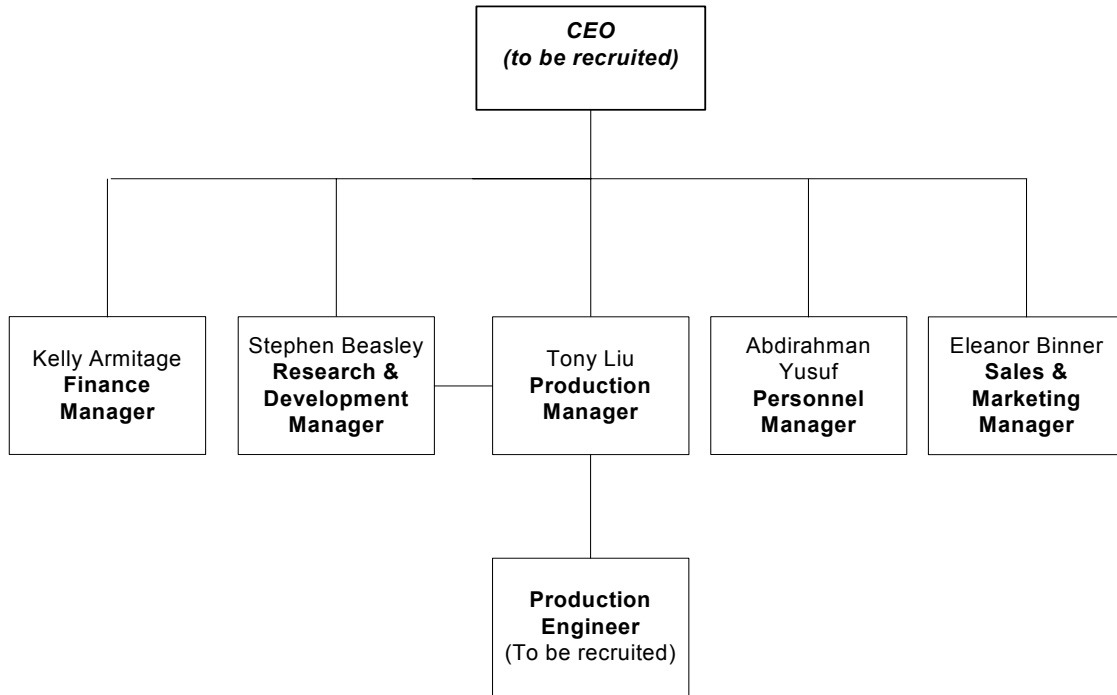 CEO
(to be recruited)
Kelly Armitage
Finance
Manager
Stephen Beasley
Research &
Development
Manager
Tony Liu
Production
Manager
Abdirahman
Yusuf
Personnel
Manager
Eleanor Binner
Sales &
Marketing
Manager
Production
Engineer
(To be recruited)